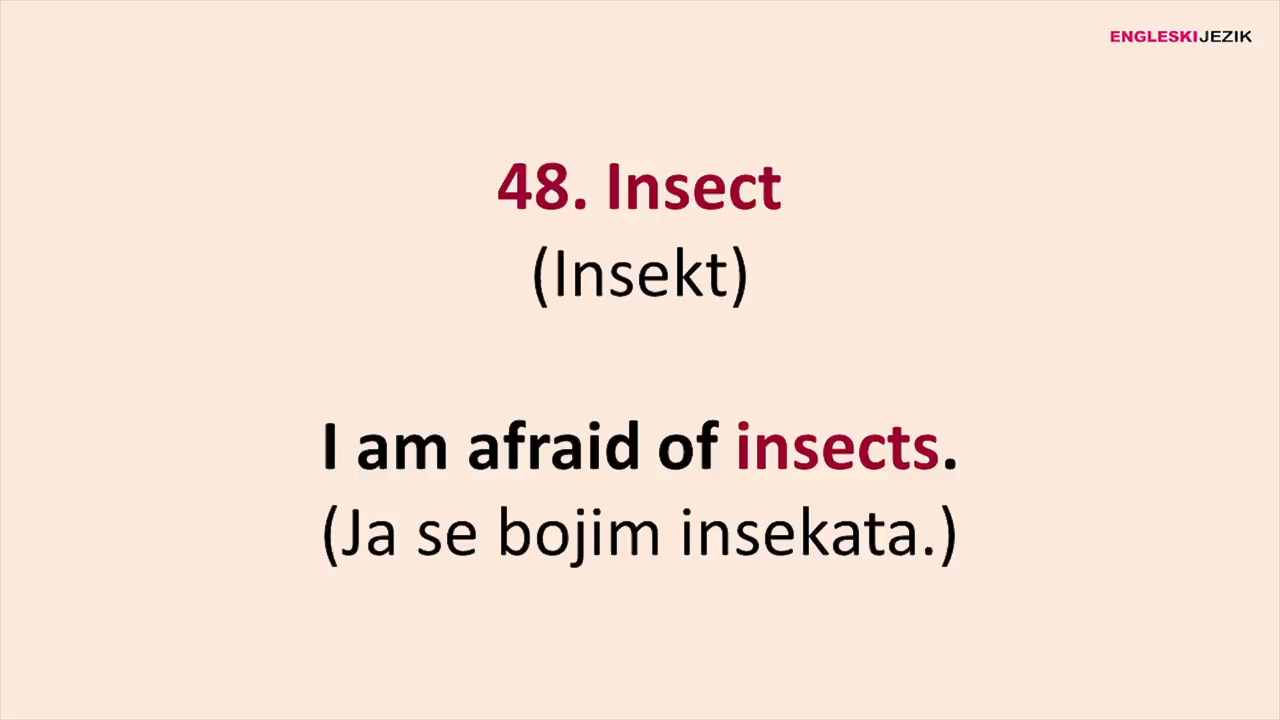 ENGLESKIJEZIK
48. Insect
(Insekt)
I am afraid of insects.
(Ja se bojim insekata.)